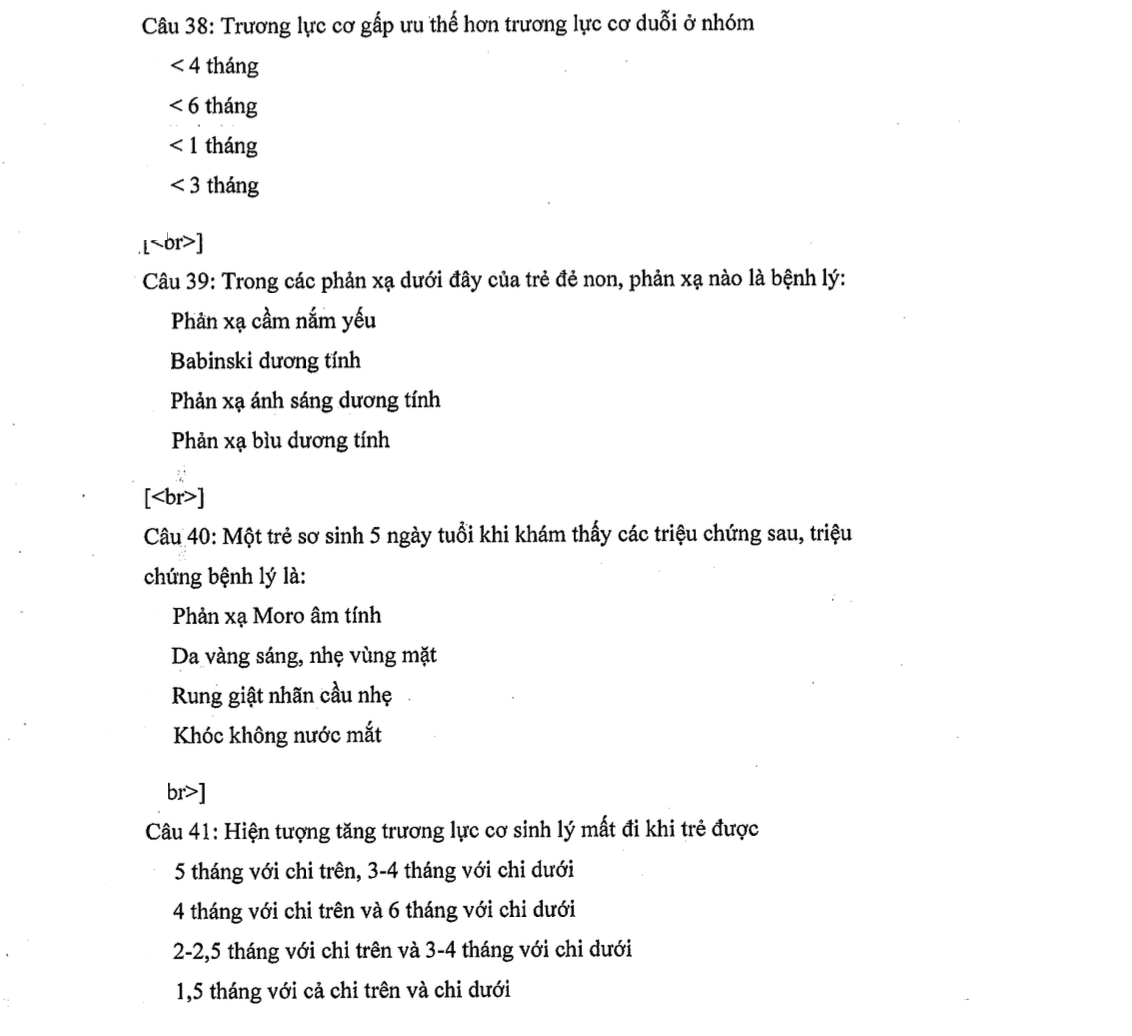 Câu 38: Trương lực cơ gấp ưu thế hơn trương lực cơ duỗi ở nhóm
< 4 tháng
< 6 tháng
< 1 tháng
< 3 tháng
br>]
Câu 39: Trong các phản xạ dưới đây của trẻ đẻ non, phản xạ nào là bệnh lý:
Phản xạ cầm nắm yếu
Babinski dương tính
Phản xạ ánh sáng dương tính
Phản xạ bìu dương tính
[<br>]
Câu 40: Một trẻ sơ sinh 5 ngày tuổi khi khám thấy các triệu chứng sau, triệu
chứng bệnh lý là:
Phản xạ Moro âm tính
Da vàng sáng, nhẹ vùng mặt
Rung giật nhãn cầu nhẹ
Khóc không nước mắt
br>]
Câu 41: Hiện tượng tăng trương lực cơ sinh lý mất đi khi trẻ được
5 tháng với chi trên, 3-4 tháng với chi dưới
4 tháng với chi trên và 6 tháng với chi dưới
2-2,5 tháng với chi trên và 3-4 tháng với chi dưới
1,5 tháng với cả chi trên và chi dưới